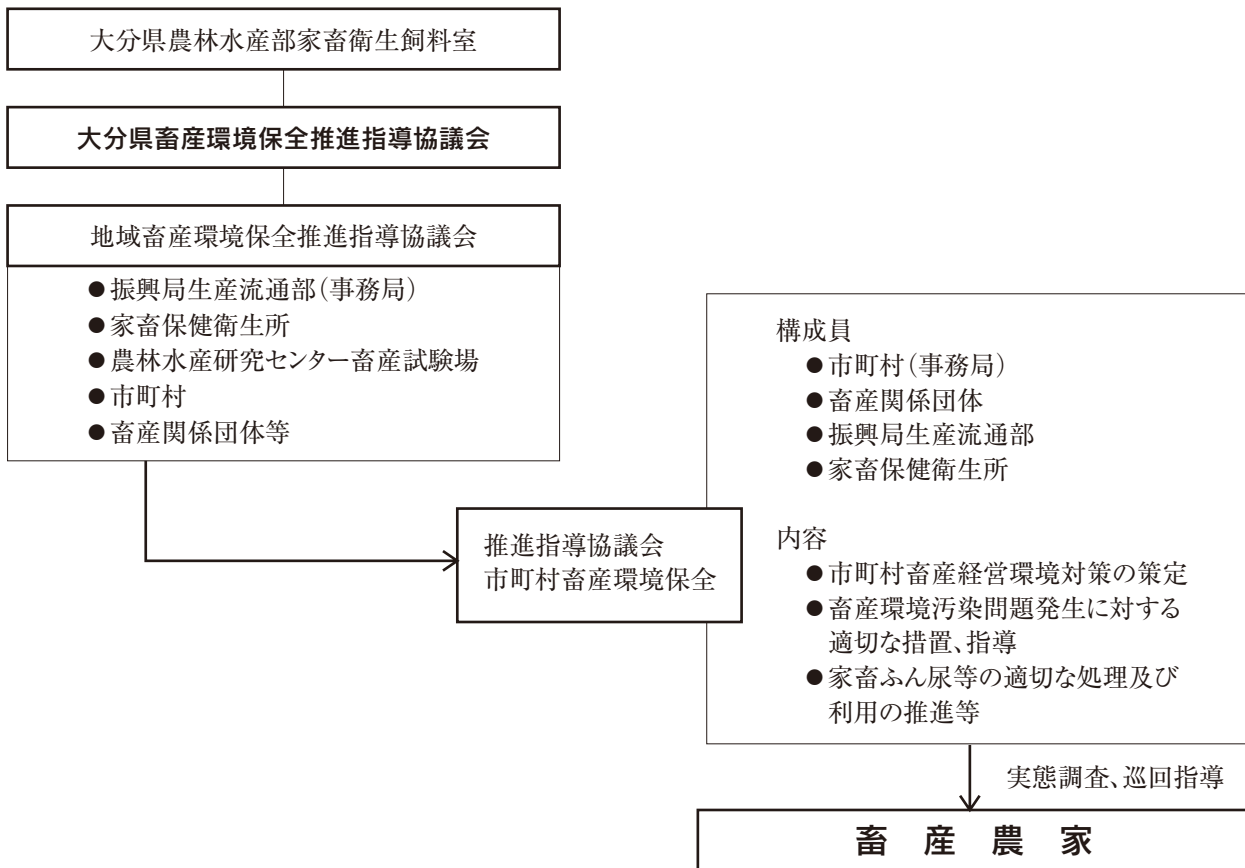 大分県農林水産部家畜衛生飼料室
大分県畜産環境保全推進指導協議会
地域畜産環境保全推進指導協議会
●振興局生産流通部(事務局)
●家畜保健衛生所
●農林水産研究センター畜産試験場
●市町村
●畜産関係団体等
推進指導協議会
市町村畜産環境保全
構成員
●市町村(事務局)
●畜産関係団体
●振興局生産流通部
●家畜保健衛生所
内容
●市町村畜産経営環境対策の策定
●畜産環境汚染問題発生に対する
適切な措置、指導
●家畜ふん尿等の適切な処理及び
利用の推進等
実態調査、巡回指導
畜産農家